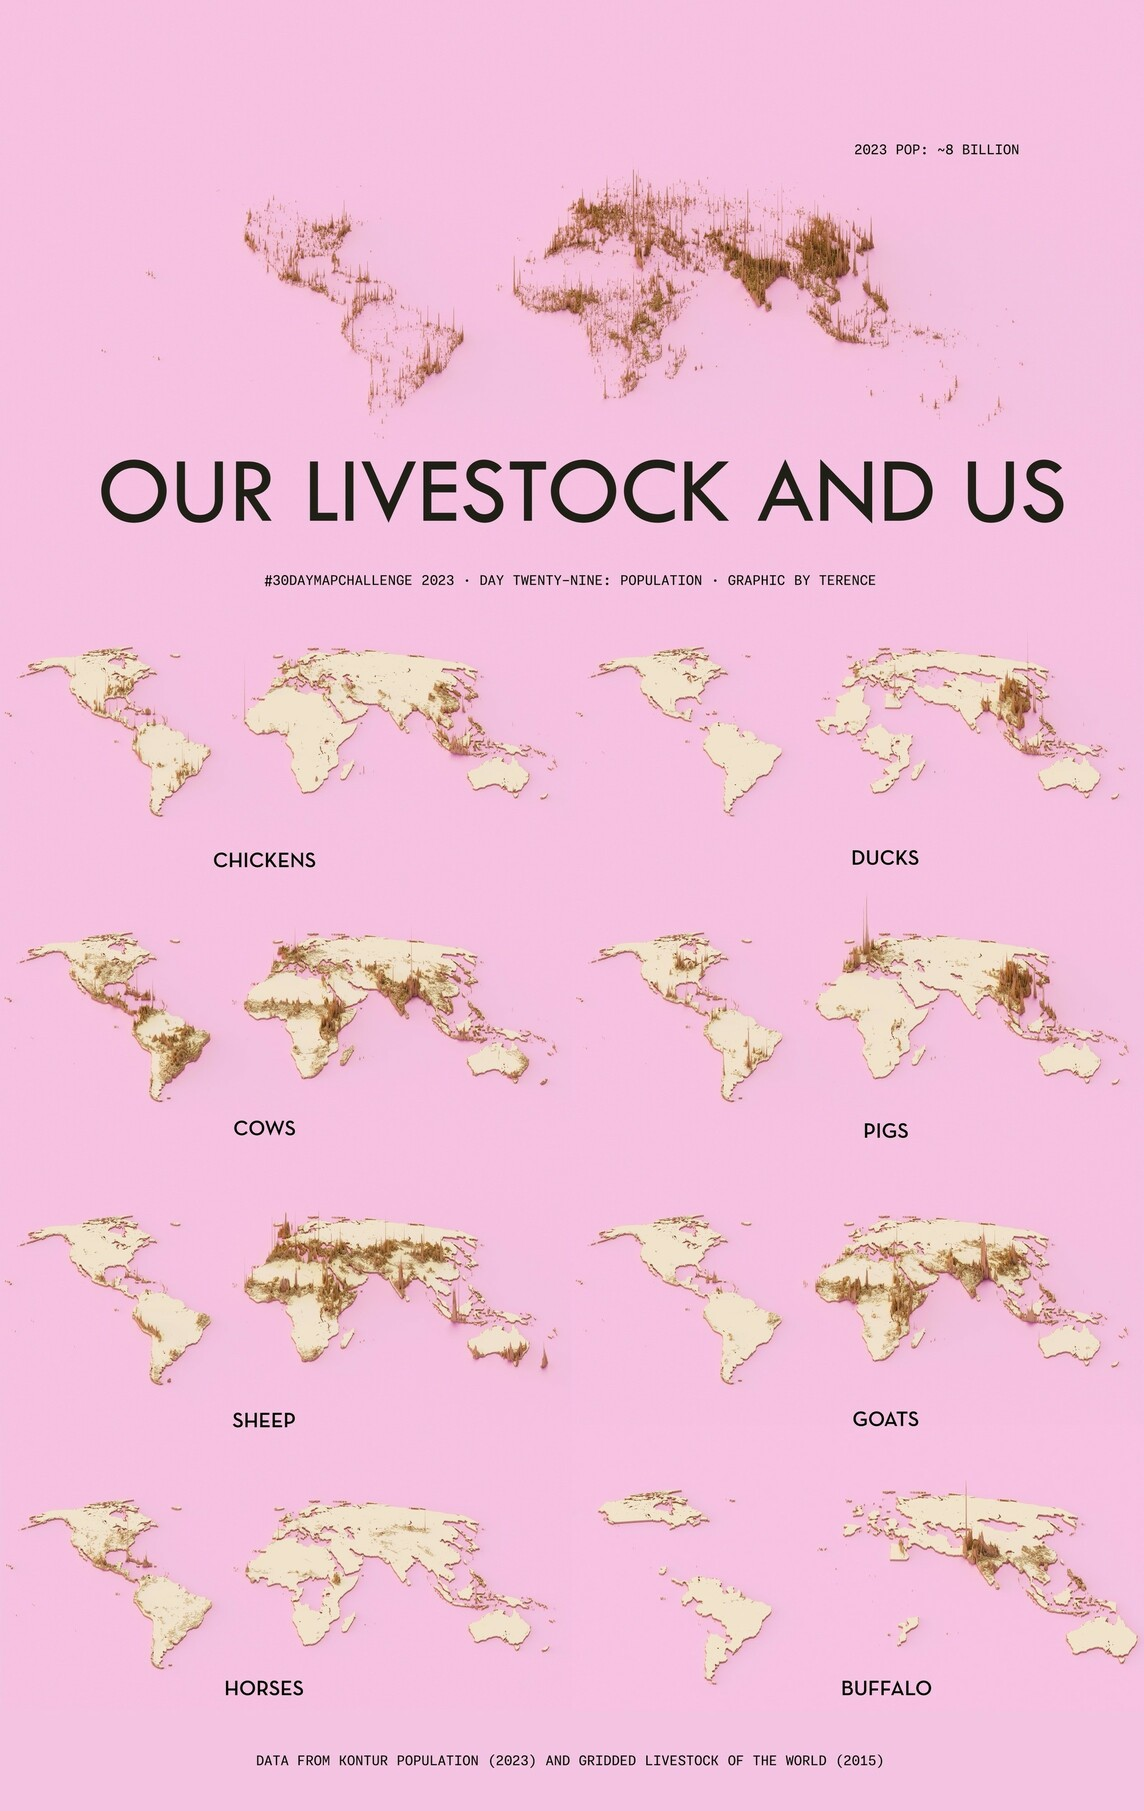 2023 POP: ~8 BILLION
OUR LIVESTOCK AND US
#30DAYMAPCHALLENGE 2023 · DAY TWENTY-NINE: POPULATION · GRAPHIC BY TERENCE
CHICKENS
DUCKS
COWS
PIGS
SHEEP
GOATS
HORSES
BUFFALO
DATA FROM KONTUR POPULATION (2023) AND GRIDDED LIVESTOCK OF THE WORLD (2015)